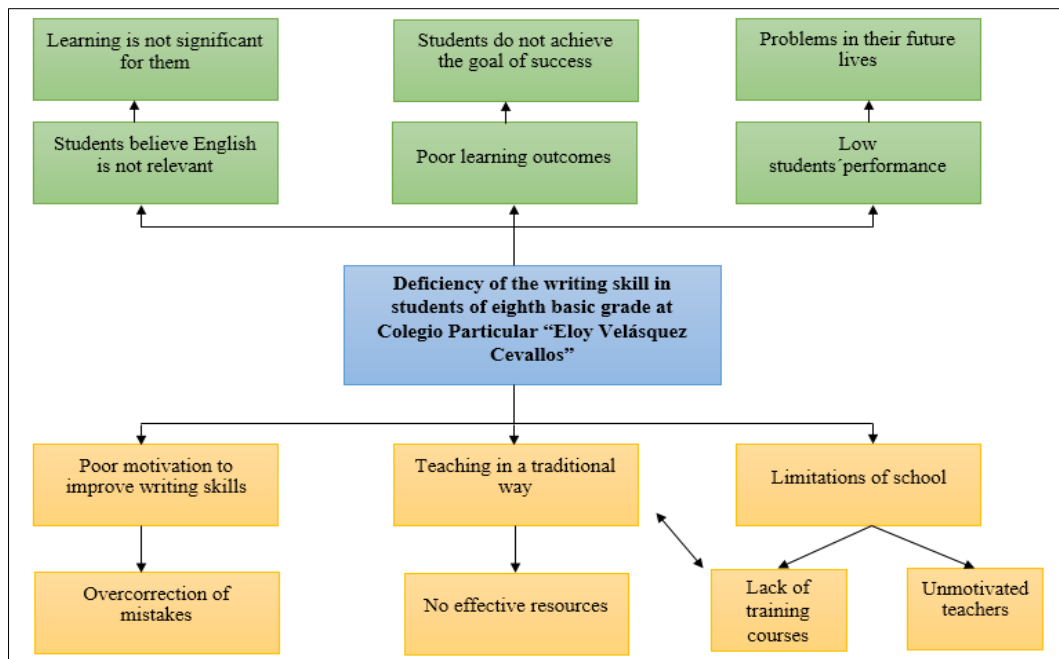 Learning is not significant
for them
Students do not achieve
the goal of success
Problems in their future
lives
Students believe English
is not relevant
Poor learning outcomes
Low
students´performance
Deficiency of the writing skill in
students of eighth basic grade at
Colegio Particular “Eloy Velásquez
Cevallos”
Poor motivation to
improve writing skills
Teaching in a traditional
way
Limitations of school
Overcorrection of
mistakes
No effective resources
Lack of
training
courses
Unmotivated
teachers